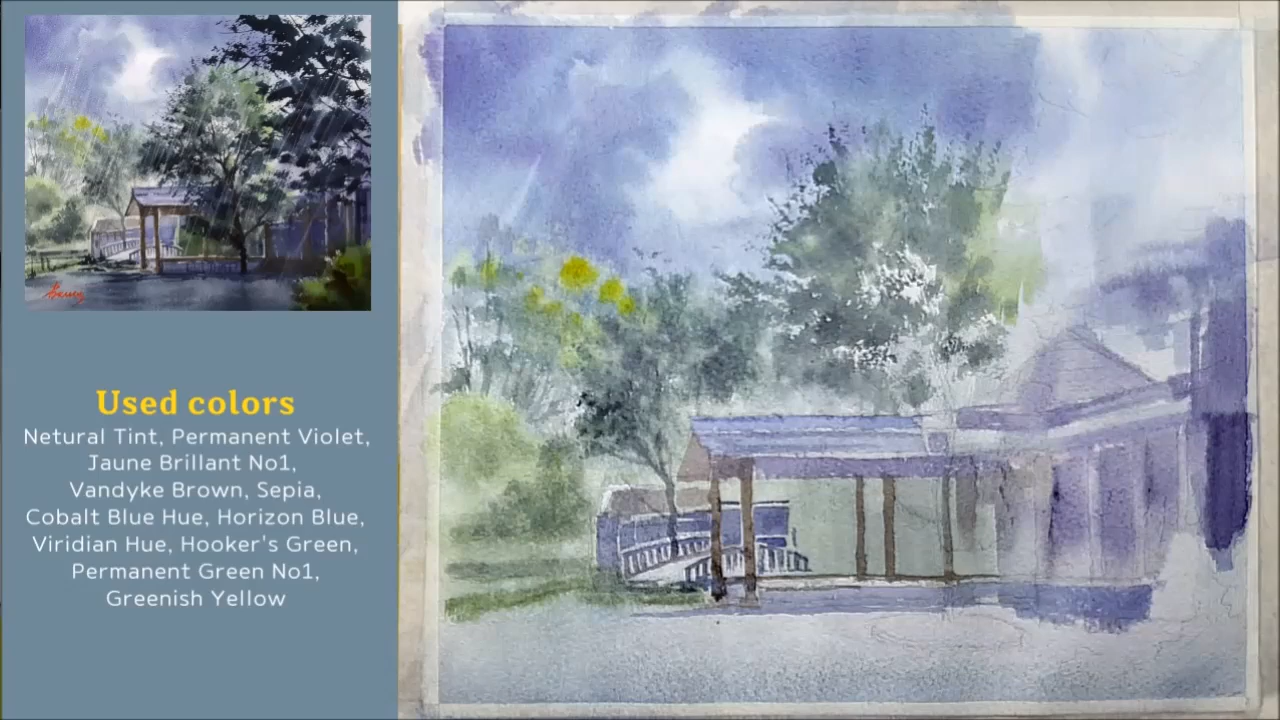 Used colors
Netural Tint, Permanent Violet,
Jaune Brillant No1,
Vandyke Brown, Sepia,
Cobalt Blue Hue, Horizon Blue,
Viridian Hue, Hooker's Green,
Permanent Green No1,
Greenish Yellow